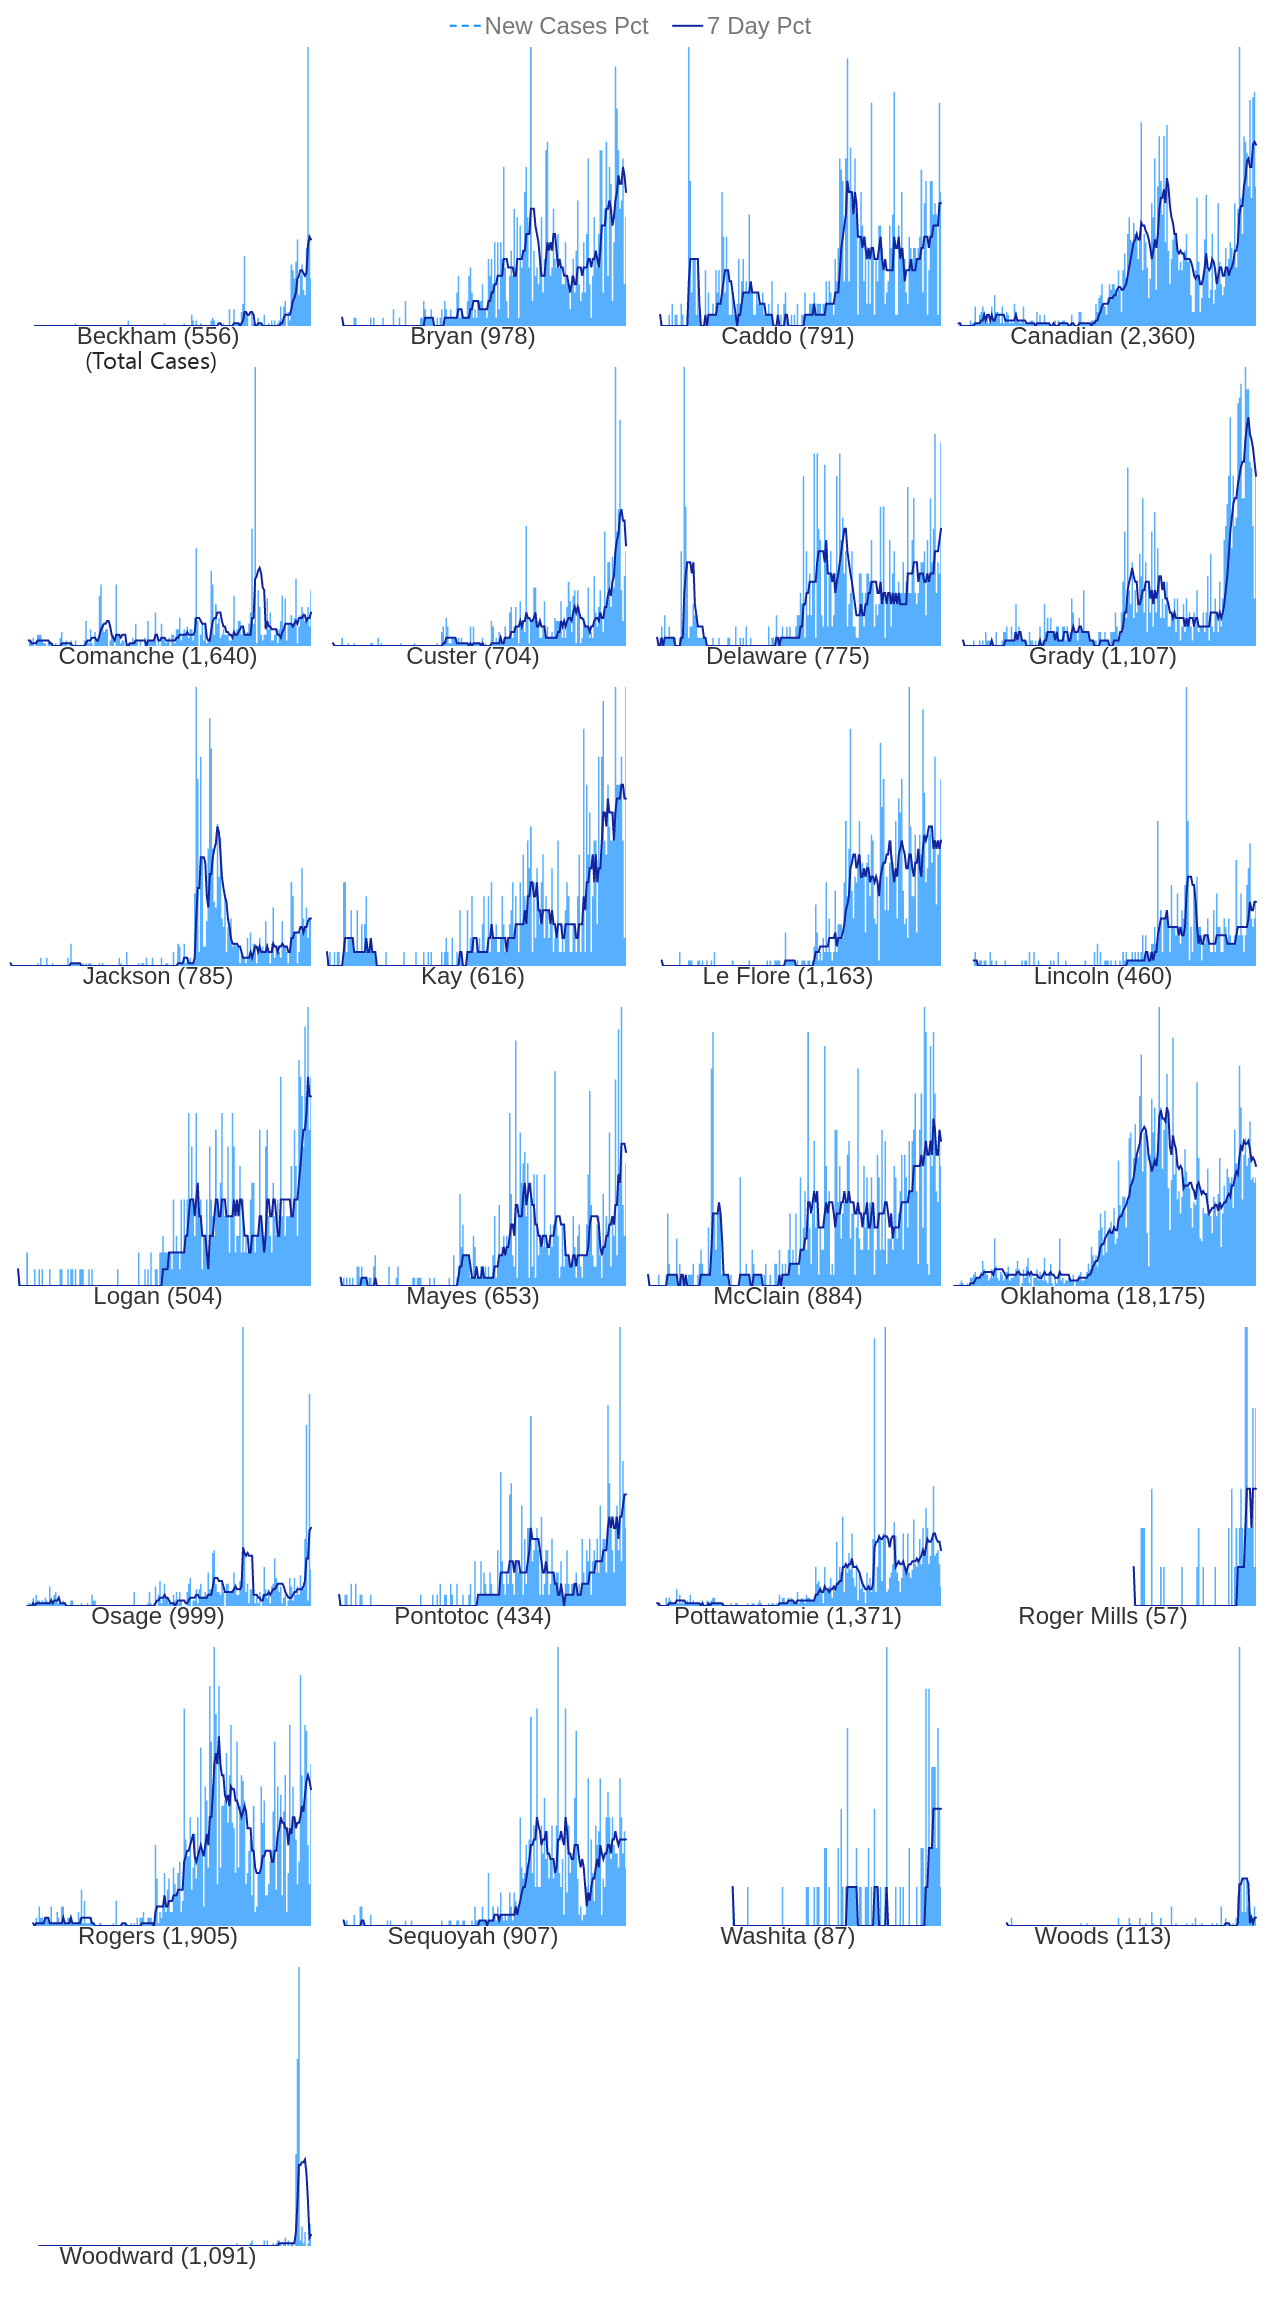 New Cases Pct 7 Day Pct
Beckham (556) Bryan (978) Caddo (791) Canadian (2,360)
(Total Cases)
Comanche (1,640) Custer (704) Delaware (775) Grady (1,107)
Jackson (785) Kay (616) Le Flore (1,163) Lincoln (460)
Logan (504) Mayes (653) McClain (884) Oklahoma (18,175)
Osage (999) Pontotoc (434) Pottawatomie (1,371) Roger Mills (57)
Rogers (1,905) Sequoyah (907) Washita (87) Woods (113)
Woodward (1,091)